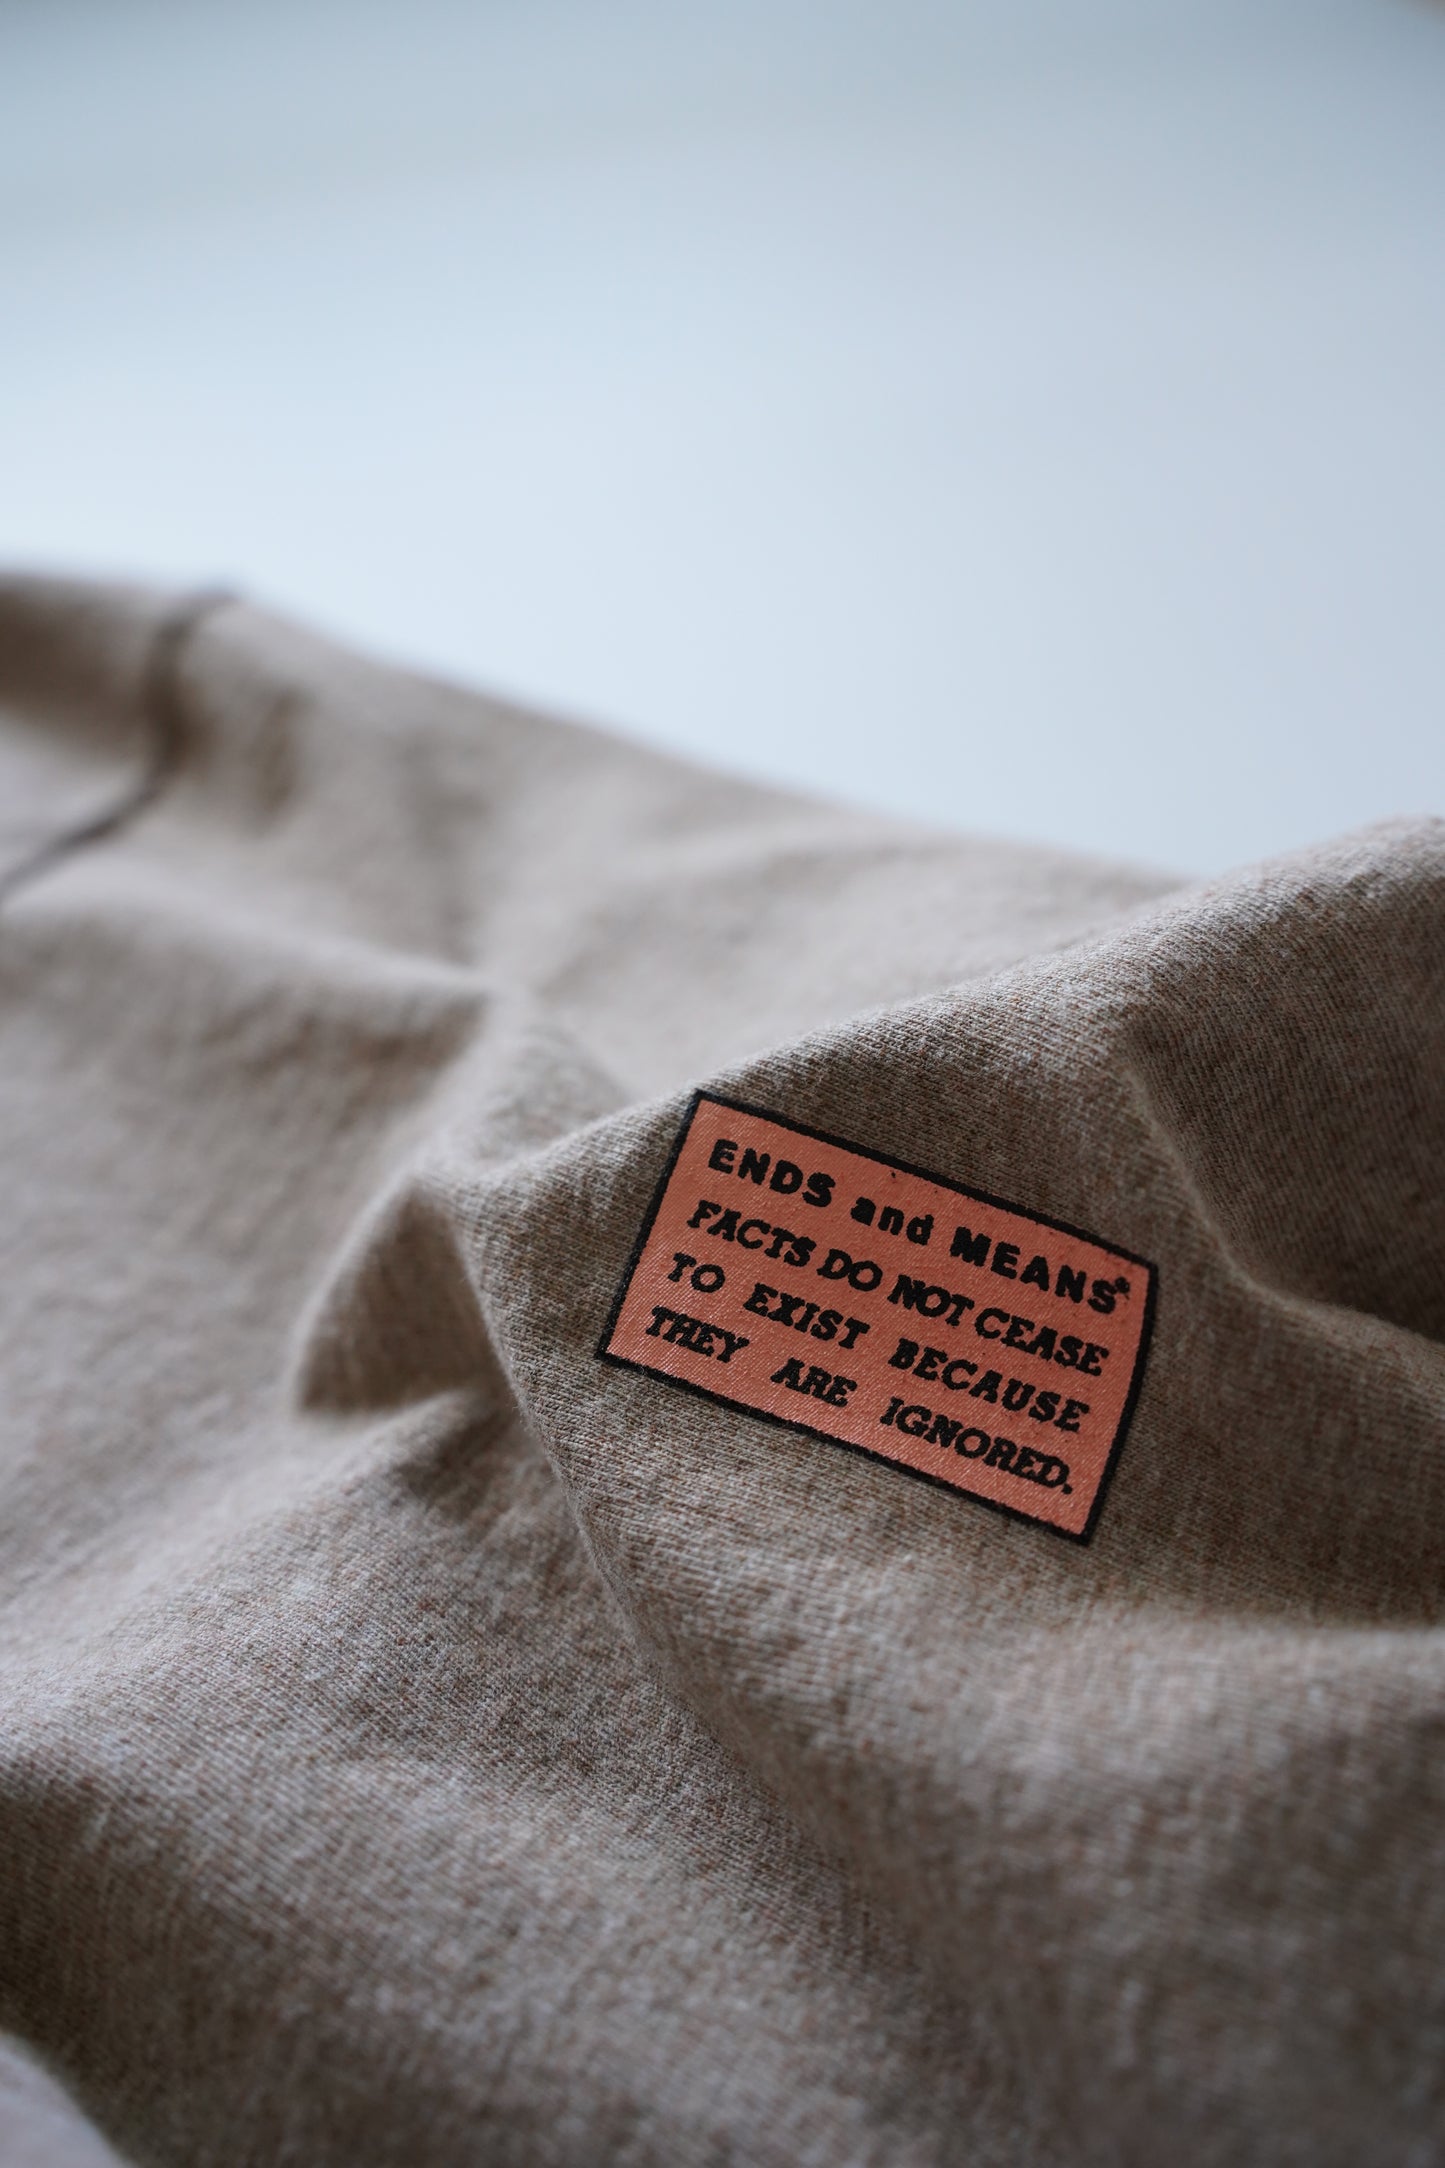 ENDS and MEANS®
FACTS DO NOT CEASE
TO EXIST BECAUSE
THEY ARE IGNORED.